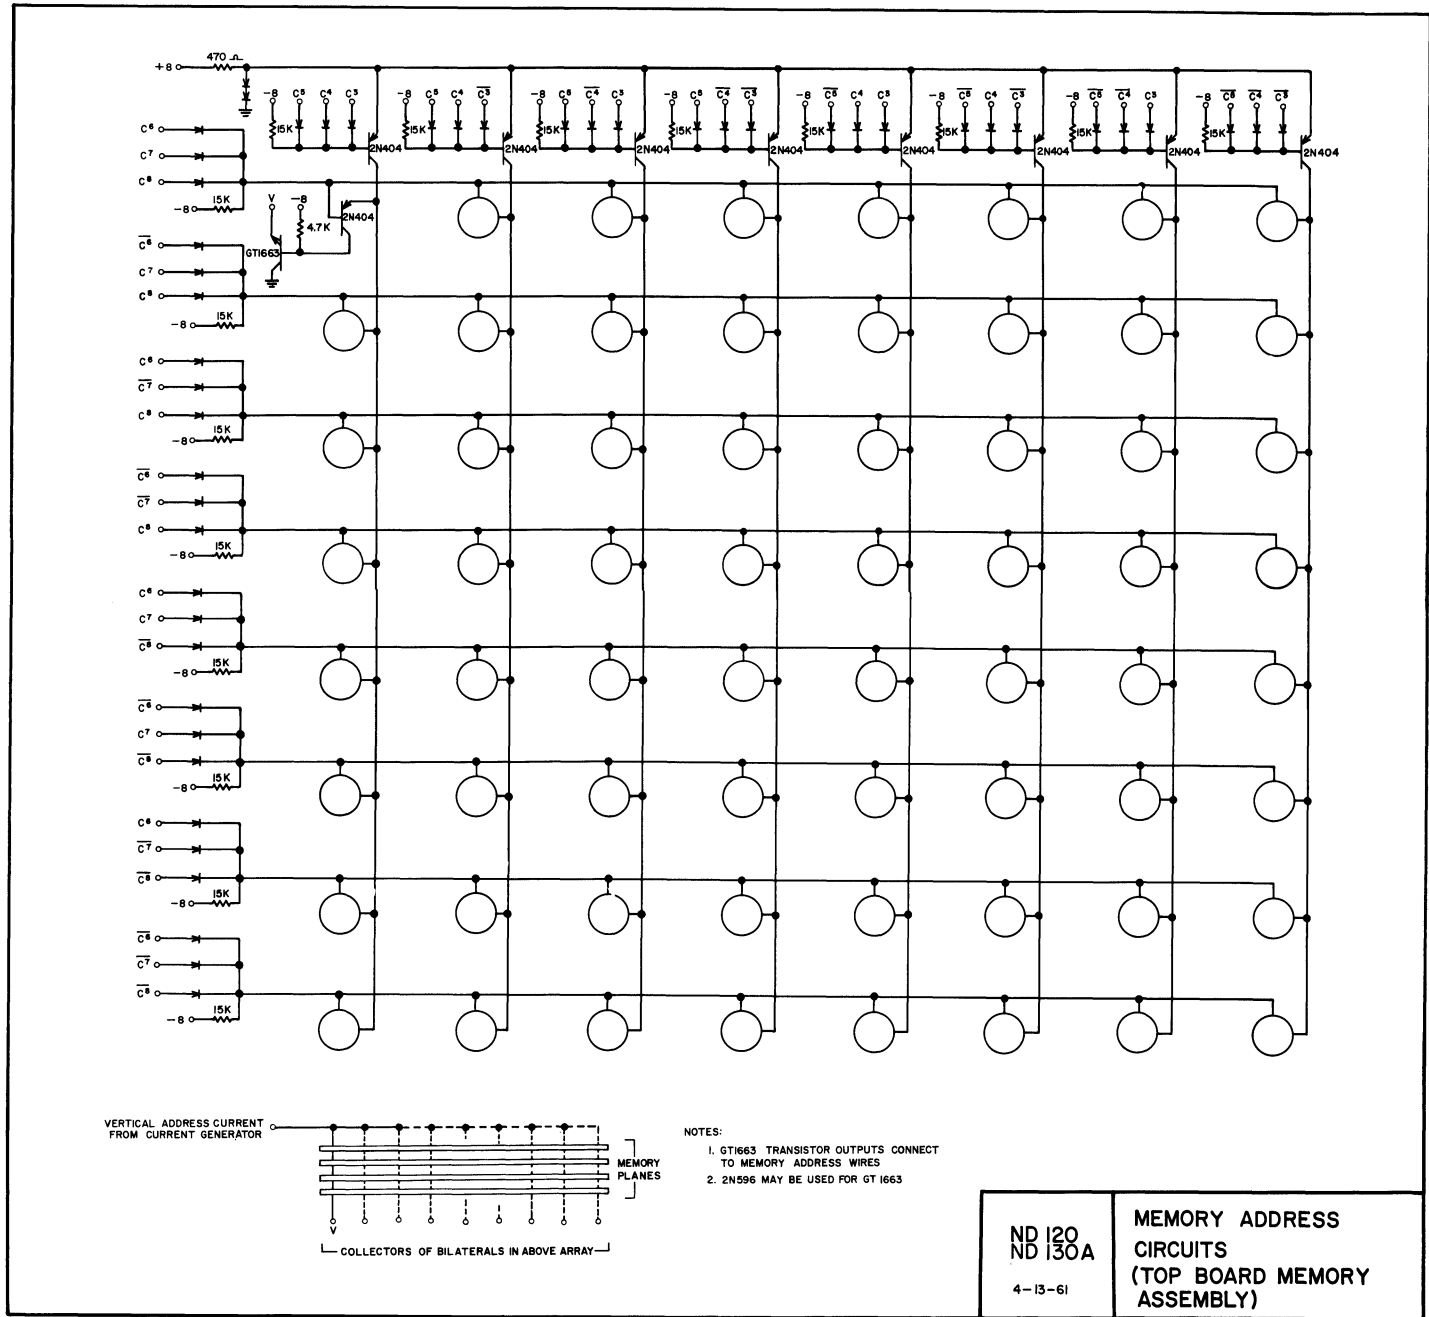 +8 470 Ω
-8 C⁵ C⁴ C³
-8 C⁵ C⁴ C̅³
-8 C⁵ C̅⁴ C³
-8 C⁵ C̅⁴ C̅³
-8 C̅⁵ C⁴ C³
-8 C̅⁵ C⁴ C̅³
-8 C̅⁵ C̅⁴ C³
-8 C̅⁵ C̅⁴ C̅³
15K 15K 15K 15K 15K 15K 15K 15K
2N404 2N404 2N404 2N404 2N404 2N404 2N404 2N404
C⁶
C⁷
C⁸
-8 15K
V -8
4.7K
2N404
GT1663
C̅⁶
C⁷
C⁸
-8 15K
C⁶
C̅⁷
C⁸
-8 15K
C̅⁶
C̅⁷
C⁸
-8 15K
C⁶
C⁷
C̅⁸
-8 15K
C̅⁶
C⁷
C̅⁸
-8 15K
C⁶
C̅⁷
C̅⁸
-8 15K
C̅⁶
C̅⁷
C̅⁸
-8 15K
VERTICAL ADDRESS CURRENT
FROM CURRENT GENERATOR
MEMORY
PLANES
V
COLLECTORS OF BILATERALS IN ABOVE ARRAY
NOTES:
1. GT1663 TRANSISTOR OUTPUTS CONNECT
TO MEMORY ADDRESS WIRES
2. 2N596 MAY BE USED FOR GT 1663
ND 120
ND 130A
4-13-61
MEMORY ADDRESS
CIRCUITS
(TOP BOARD MEMORY
ASSEMBLY)